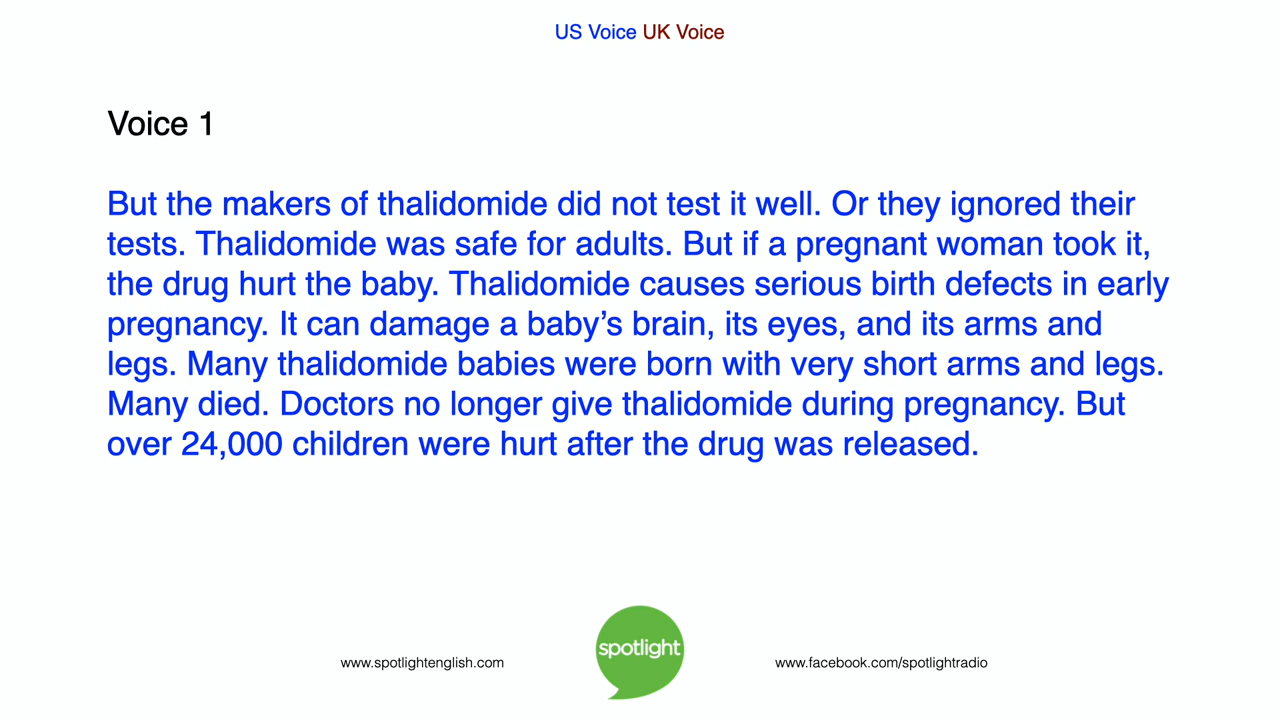 US Voice UK Voice
Voice 1
But the makers of thalidomide did not test it well. Or they ignored their
tests. Thalidomide was safe for adults. But if a pregnant woman took it,
the drug hurt the baby. Thalidomide causes serious birth defects in early
pregnancy. It can damage a baby’s brain, its eyes, and its arms and
legs. Many thalidomide babies were born with very short arms and legs.
Many died. Doctors no longer give thalidomide during pregnancy. But
over 24,000 children were hurt after the drug was released.
www.spotlightenglish.com
spotlight
www.facebook.com/spotlightradio